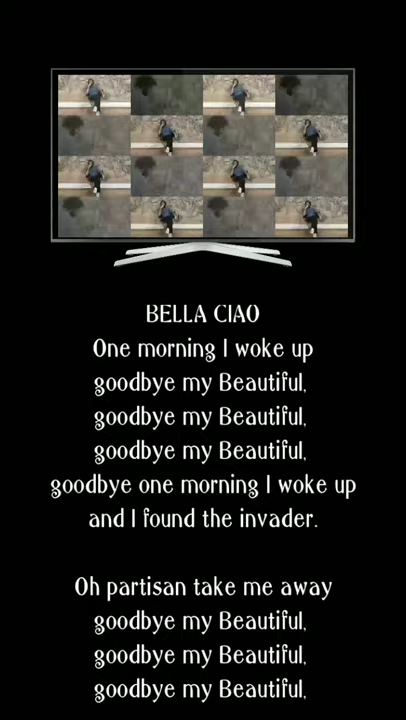 BELLA CIAO
One morning I woke up
goodbye my Beautiful,
goodbye my Beautiful,
goodbye my Beautiful,
goodbye one morning I woke up
and I found the invader.
Oh partisan take me away
goodbye my Beautiful,
goodbye my Beautiful,
goodbye my Beautiful,